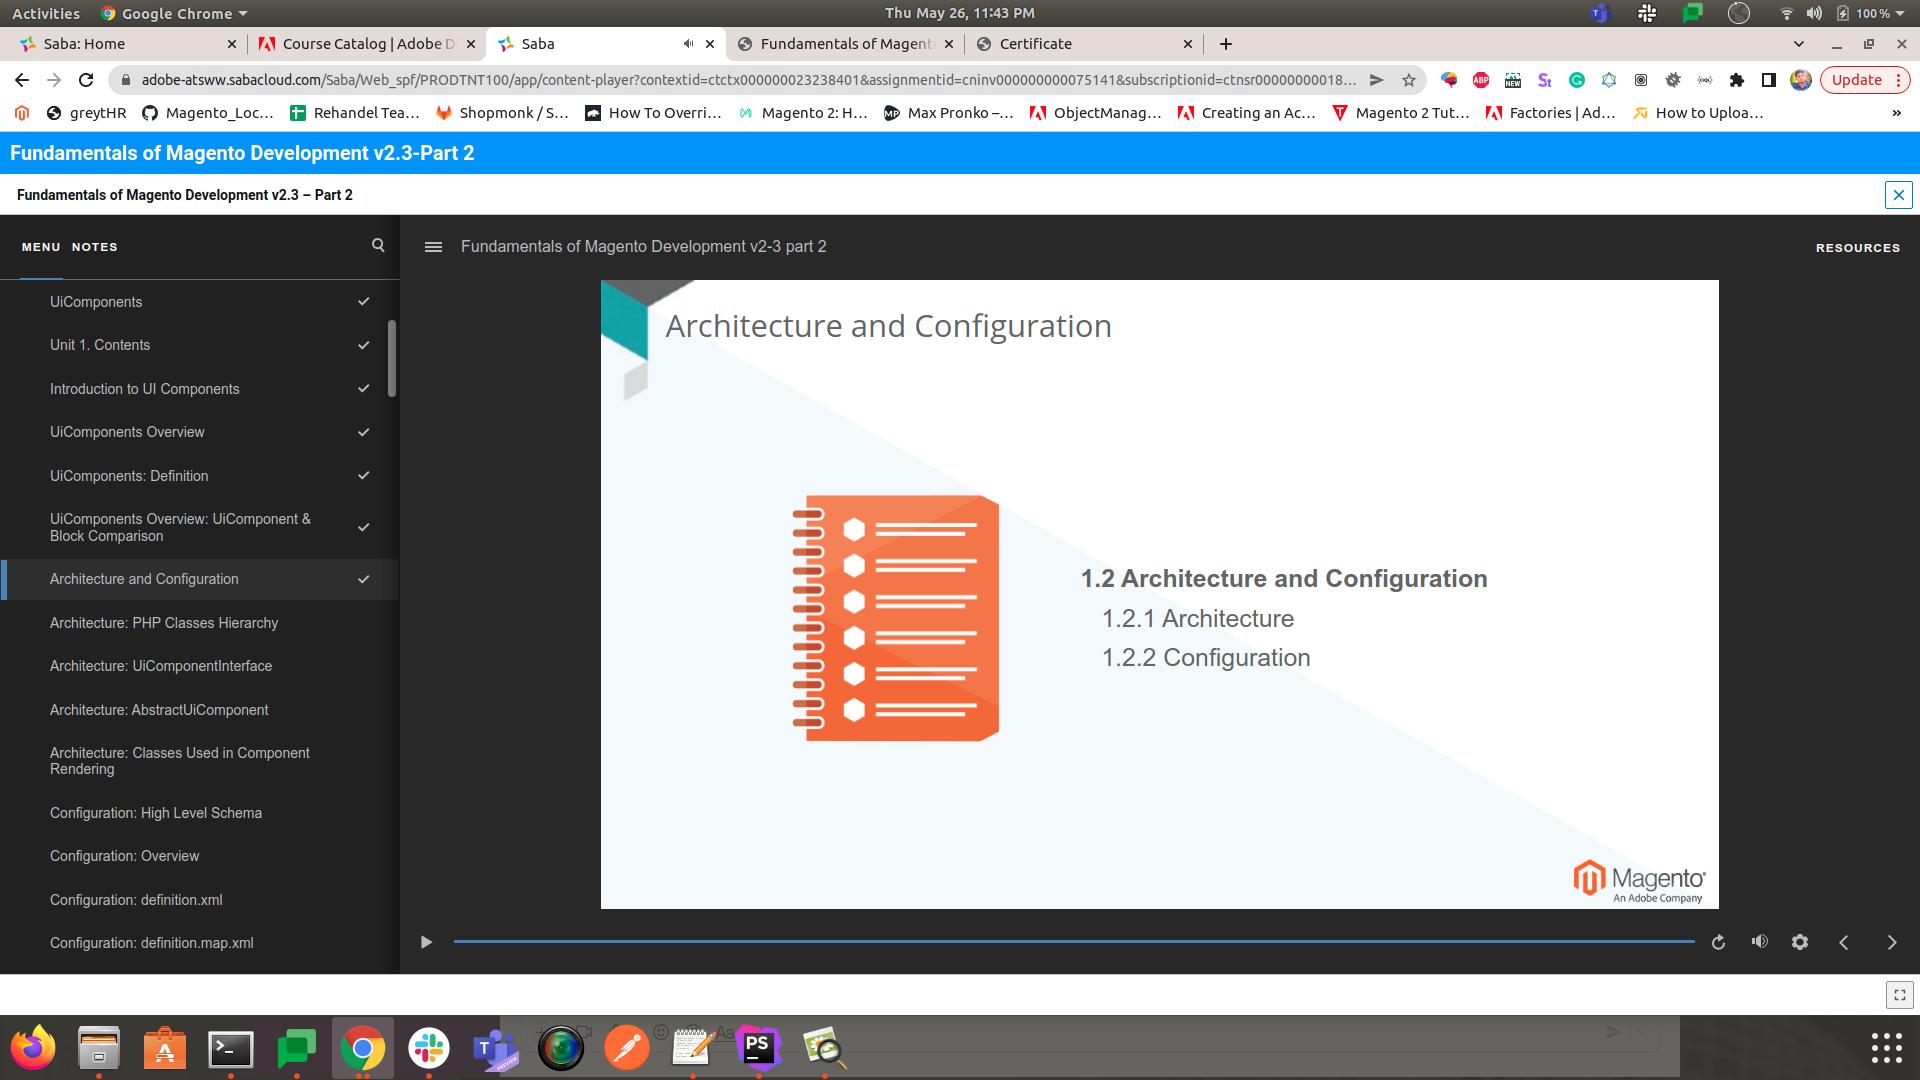 Activities Google Chrome Thu May 26, 11:43 PM 100 %
Saba: Home Course Catalog | Adobe D Saba Fundamentals of Magent Certificate
adobe-atsww.sabacloud.com/Saba/Web_spf/PRODTNT100/app/content-player?contextid=ctctx000000023238401&assignmentid=cninv000000000075141&subscriptionid=ctnsr00000000018... ABP NEW St Update
greytHR Magento_Loc... Rehandel Tea... Shopmonk / S... How To Overri... Magento 2: H... MP Max Pronko –... ObjectManag... Creating an Ac... Magento 2 Tut... Factories | Ad... How to Uploa... »
Fundamentals of Magento Development v2.3-Part 2
Fundamentals of Magento Development v2.3 – Part 2
MENU NOTES
Fundamentals of Magento Development v2-3 part 2
RESOURCES
UiComponents
Unit 1. Contents
Introduction to UI Components
UiComponents Overview
UiComponents: Definition
UiComponents Overview: UiComponent &
Block Comparison
Architecture and Configuration
Architecture: PHP Classes Hierarchy
Architecture: UiComponentInterface
Architecture: AbstractUiComponent
Architecture: Classes Used in Component
Rendering
Configuration: High Level Schema
Configuration: Overview
Configuration: definition.xml
Configuration: definition.map.xml
Architecture and Configuration
1.2 Architecture and Configuration
1.2.1 Architecture
1.2.2 Configuration
Magento
An Adobe Company
PS